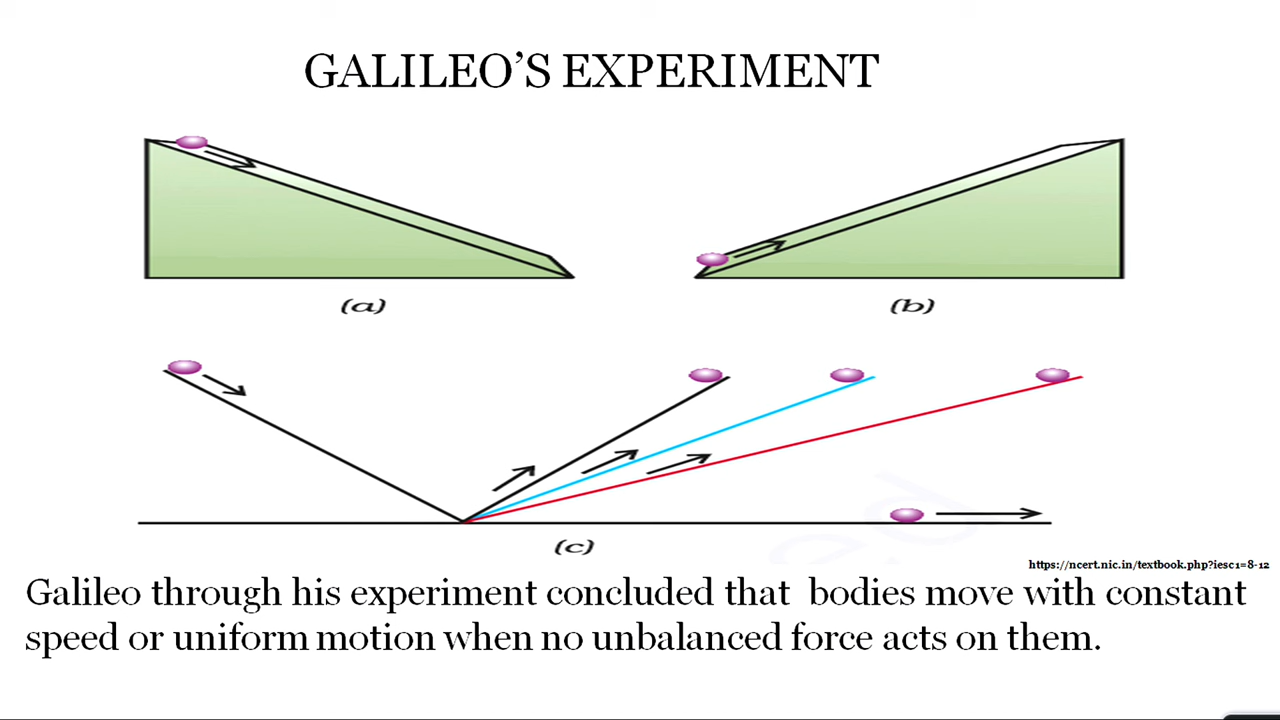 GALILEO’S EXPERIMENT
(a)
(b)
(c)
https://ncert.nic.in/textbook.php?iesc1=8-12
Galileo through his experiment concluded that bodies move with constant
speed or uniform motion when no unbalanced force acts on them.